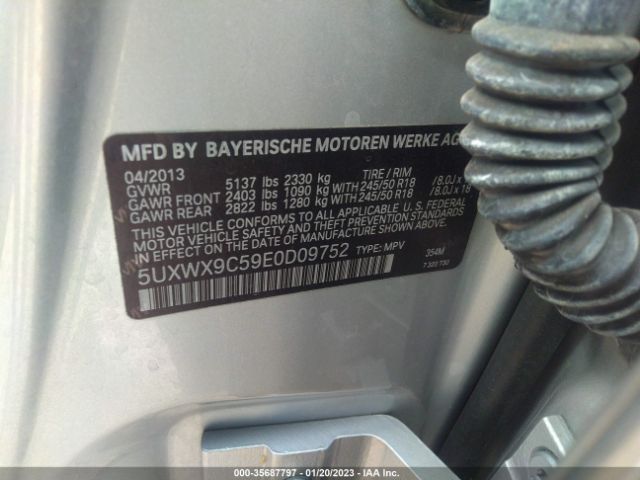 MFD BY BAYERISCHE MOTOREN WERKE AG
04/2013
GVWR 5137 lbs 2330 kg TIRE / RIM
GAWR FRONT 2403 lbs 1090 kg WITH 245/50 R18 / 8.0J x
GAWR REAR 2822 lbs 1280 kg WITH 245/50 R18 / 8.0J x 18
THIS VEHICLE CONFORMS TO ALL APPLICABLE U.S. FEDERAL
MOTOR VEHICLE SAFETY AND THEFT PREVENTION STANDARDS
IN EFFECT ON THE DATE OF MANUFACTURE SHOWN ABOVE.
5UXWX9C59E0D09752 TYPE: MPV 354M
000-35687797 - 01/20/2023 - IAA Inc.